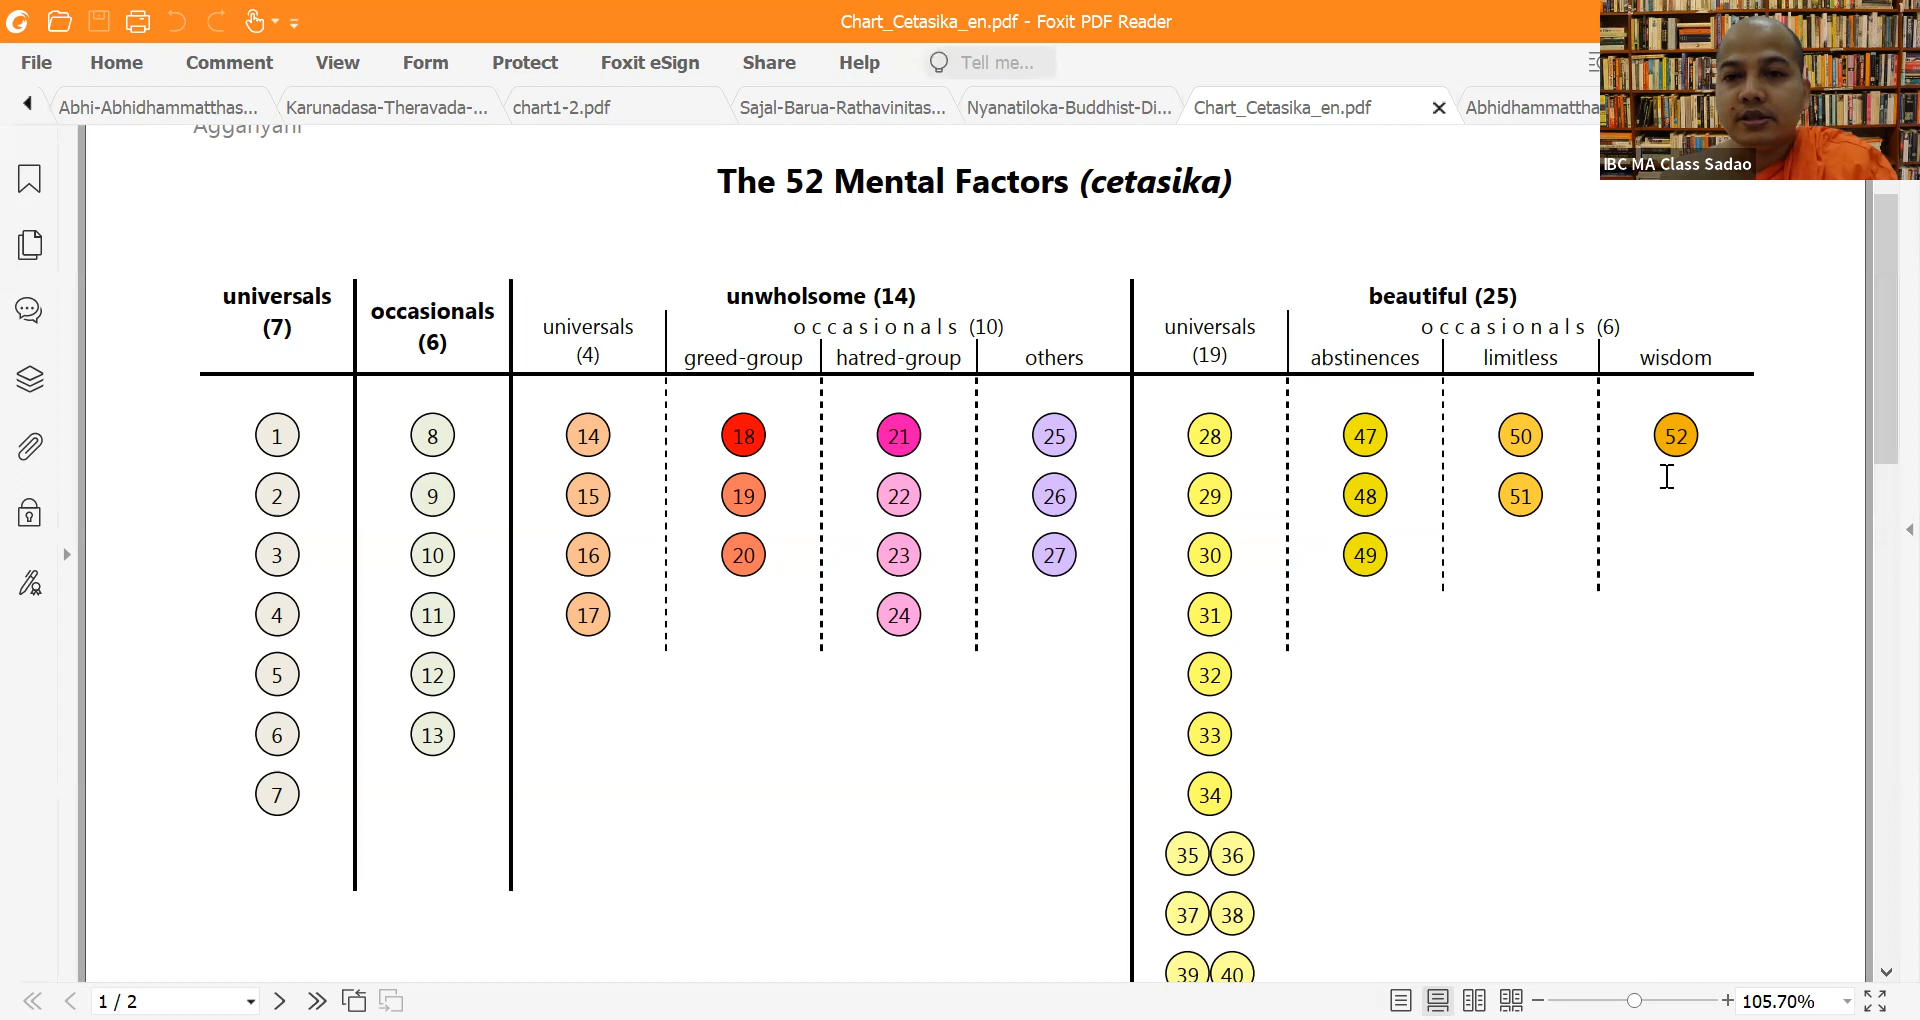 Chart_Cetasika_en.pdf - Foxit PDF Reader
File Home Comment View Form Protect Foxit eSign Share Help Tell me...
Abhi-Abhidhammatthas... Karunadasa-Theravada-... chart1-2.pdf Sajal-Barua-Rathavinitas... Nyanatiloka-Buddhist-Di... Chart_Cetasika_en.pdf Abhidhammattha
IBC MA Class Sadao
Agganyani
The 52 Mental Factors (cetasika)
universals (7)
occasionals (6)
unwholsome (14)
universals (4)
occasionals (10)
greed-group hatred-group others
beautiful (25)
universals (19)
occasionals (6)
abstinences limitless wisdom
1 8 14 18 21 25 28 47 50 52
2 9 15 19 22 26 29 48 51
3 10 16 20 23 27 30 49
4 11 17 24 31
5 12 32
6 13 33
7 34
35 36
37 38
39 40
1 / 2
105.70%